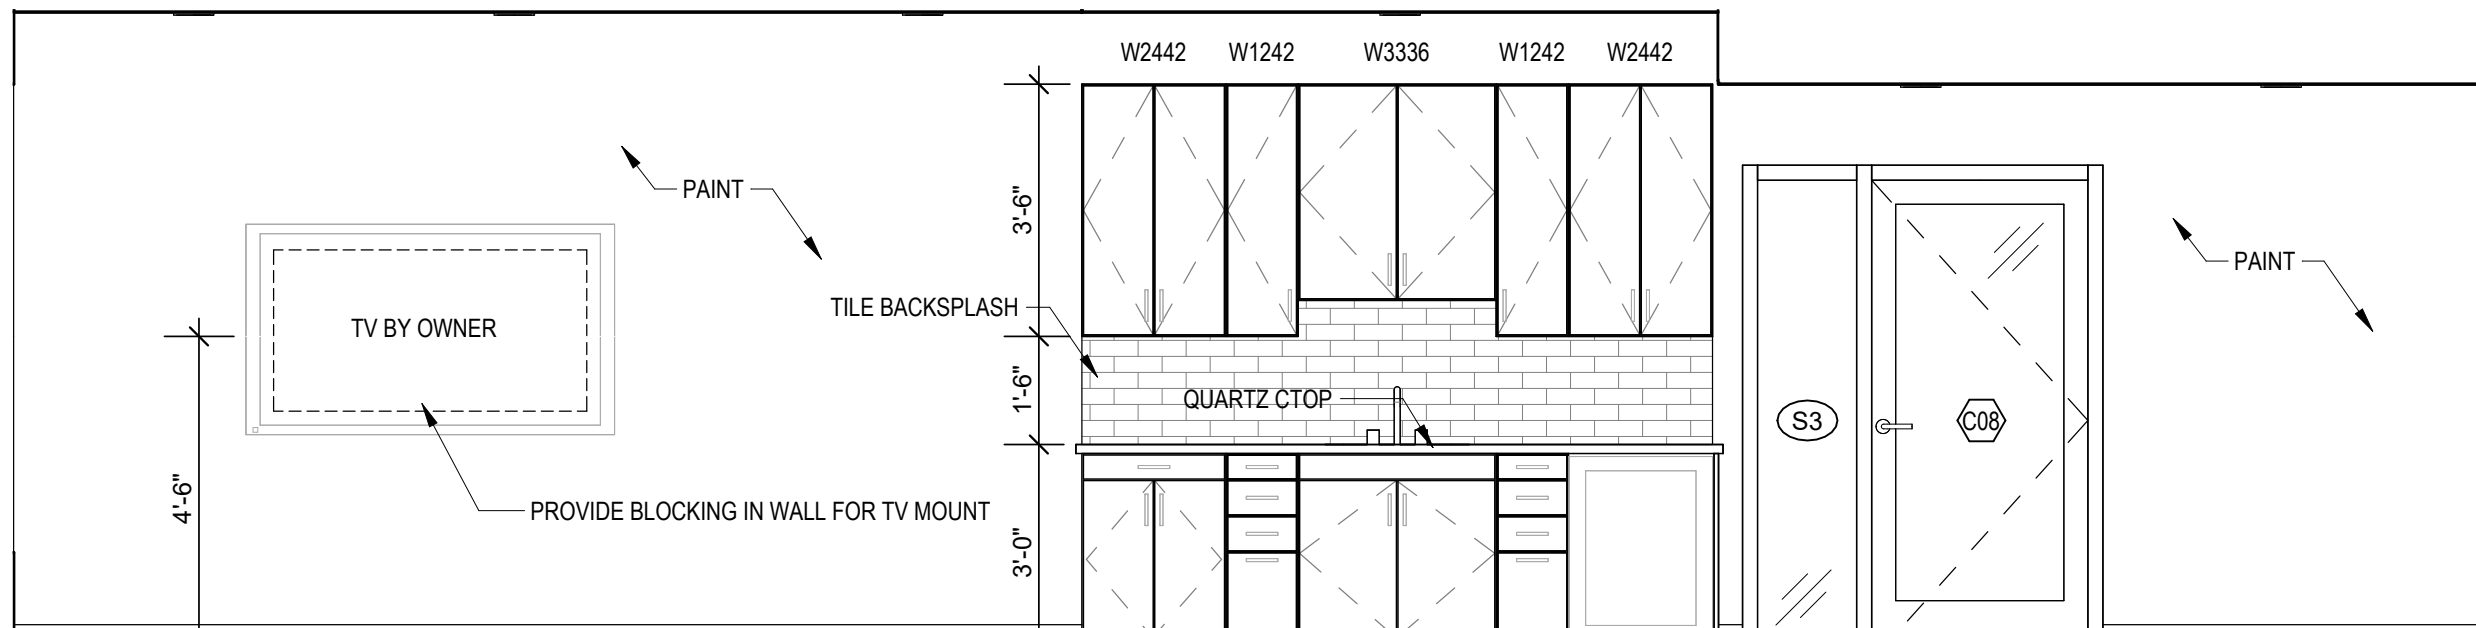 W2442 W1242 W3336 W1242 W2442
PAINT
3'-6"
PAINT
TILE BACKSPLASH
TV BY OWNER
1'-6"
QUARTZ CTOP
S3
C08
4'-6"
PROVIDE BLOCKING IN WALL FOR TV MOUNT
3'-0"